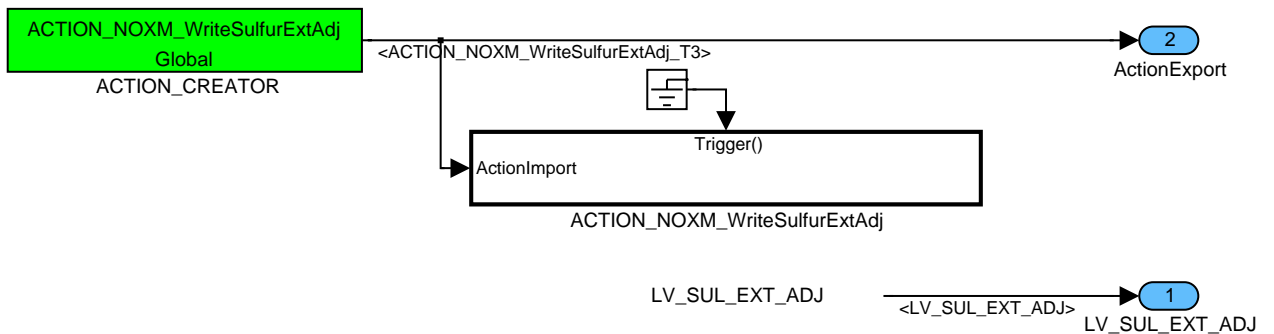 ACTION_NOXM_WriteSulfurExtAdj
Global
ACTION_CREATOR
<ACTION_NOXM_WriteSulfurExtAdj_T3>
2
ActionExport
Trigger()
ActionImport
ACTION_NOXM_WriteSulfurExtAdj
LV_SUL_EXT_ADJ
<LV_SUL_EXT_ADJ>
1
LV_SUL_EXT_ADJ